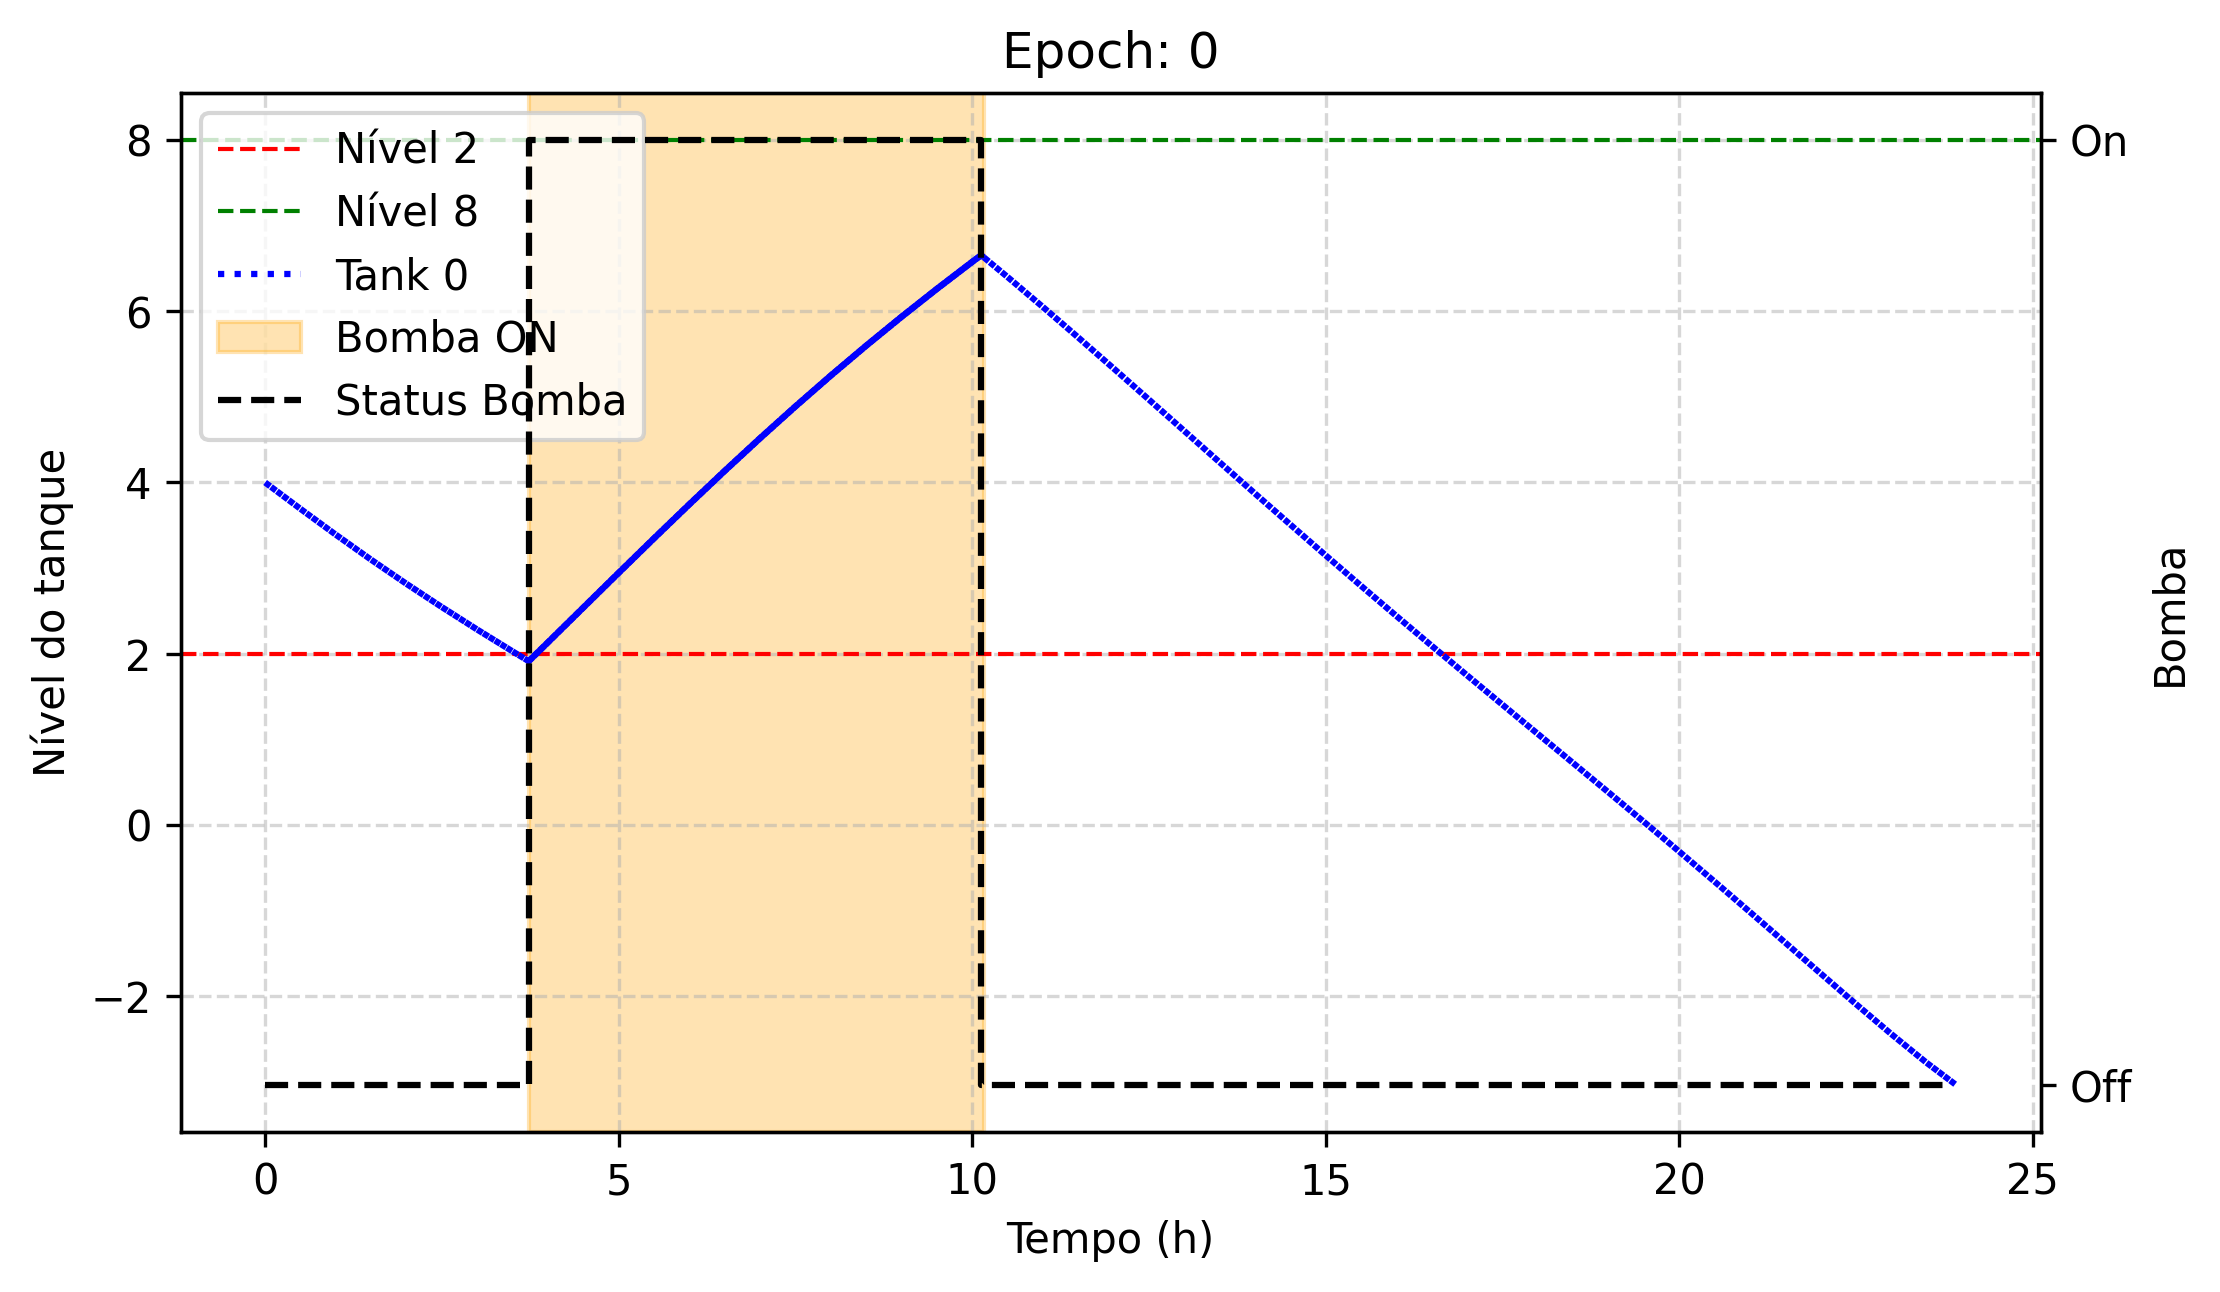 Epoch: 0
Nível 2
Nível 8
Tank 0
Bomba ON
Status Bomba
8
6
4
2
0
−2
Nível do tanque
On
Off
Bomba
0
5
10
15
20
25
Tempo (h)